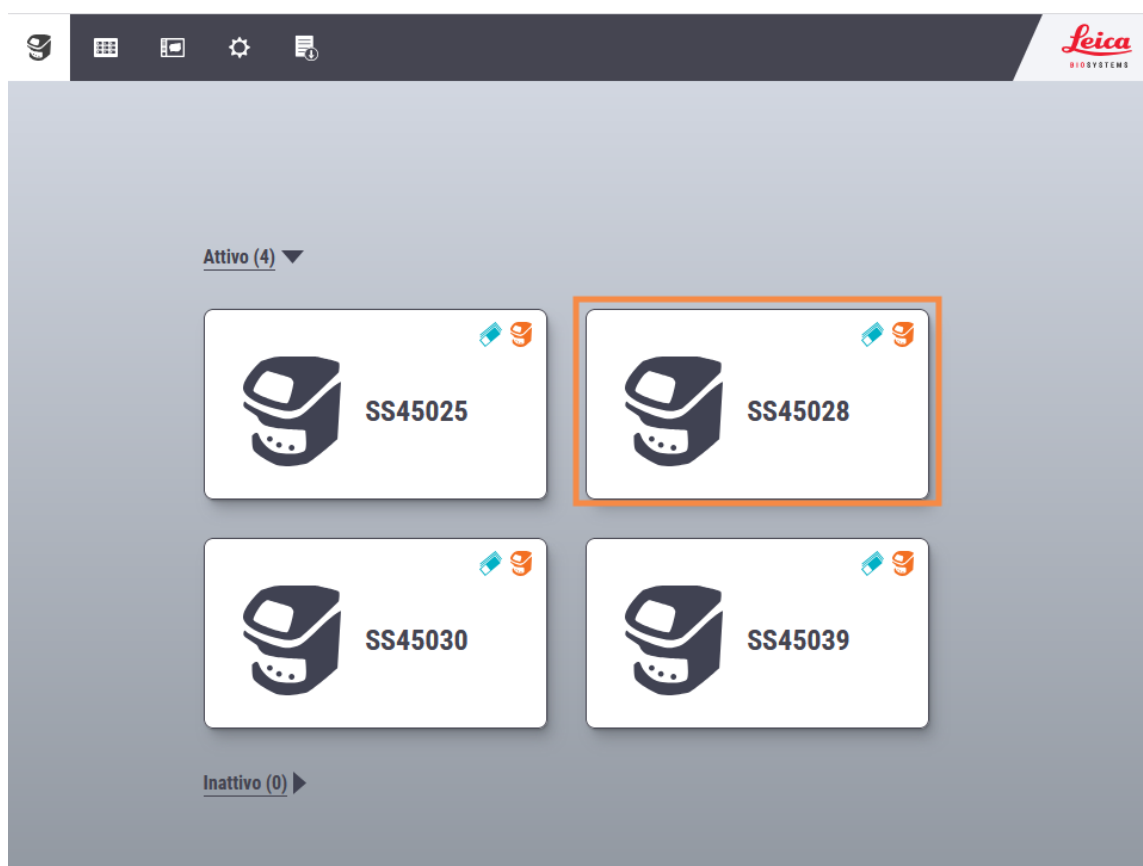 Leica
BIOSYSTEMS
Attivo (4)
SS45025
SS45028
SS45030
SS45039
Inattivo (0)